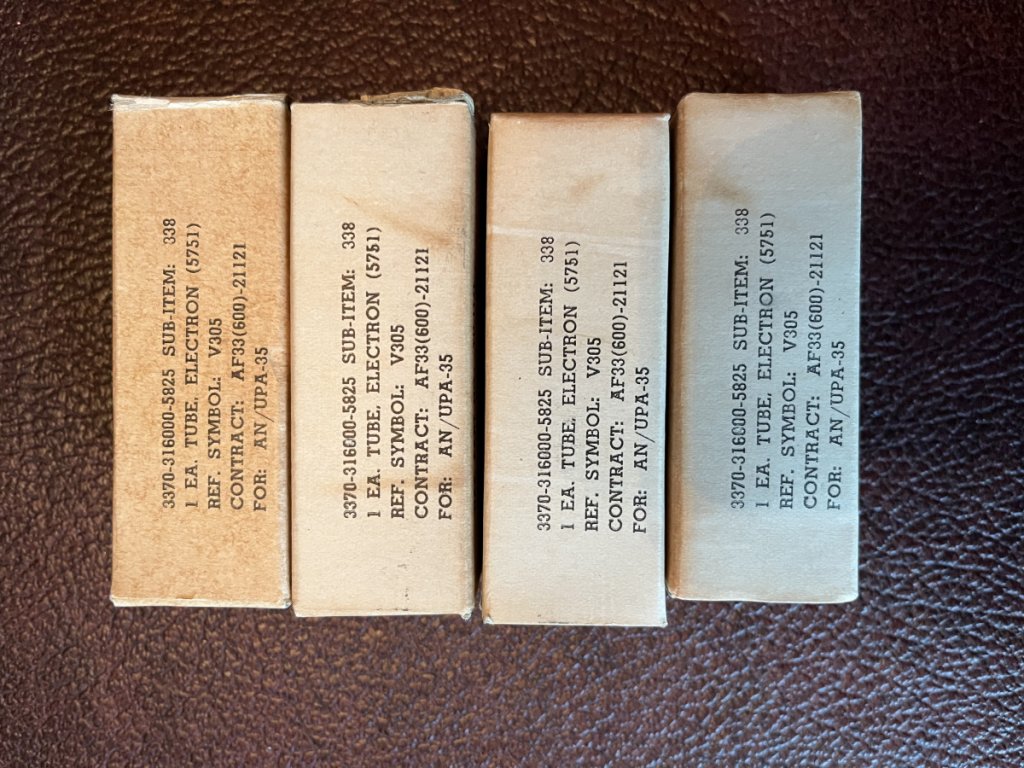 3370-316000-5825 SUB-ITEM: 338
1 EA. TUBE, ELECTRON (5751)
REF. SYMBOL: V305
CONTRACT: AF33(600)-21121
FOR: AN/UPA-35
3370-316000-5825 SUB-ITEM: 338
1 EA. TUBE, ELECTRON (5751)
REF. SYMBOL: V305
CONTRACT: AF33(600)-21121
FOR: AN/UPA-35
3370-316000-5825 SUB-ITEM: 338
1 EA. TUBE, ELECTRON (5751)
REF. SYMBOL: V305
CONTRACT: AF33(600)-21121
FOR: AN/UPA-35
3370-316000-5825 SUB-ITEM: 338
1 EA. TUBE, ELECTRON (5751)
REF. SYMBOL: V305
CONTRACT: AF33(600)-21121
FOR: AN/UPA-35